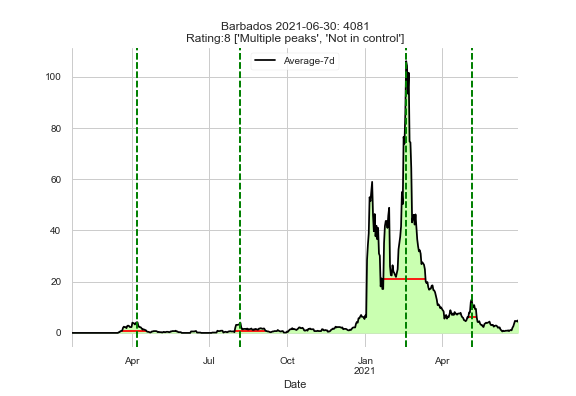 Barbados 2021-06-30: 4081
Rating:8 ['Multiple peaks', 'Not in control']
Average-7d
100
80
60
40
20
0
Apr
Jul
Oct
Jan
2021
Apr
Date